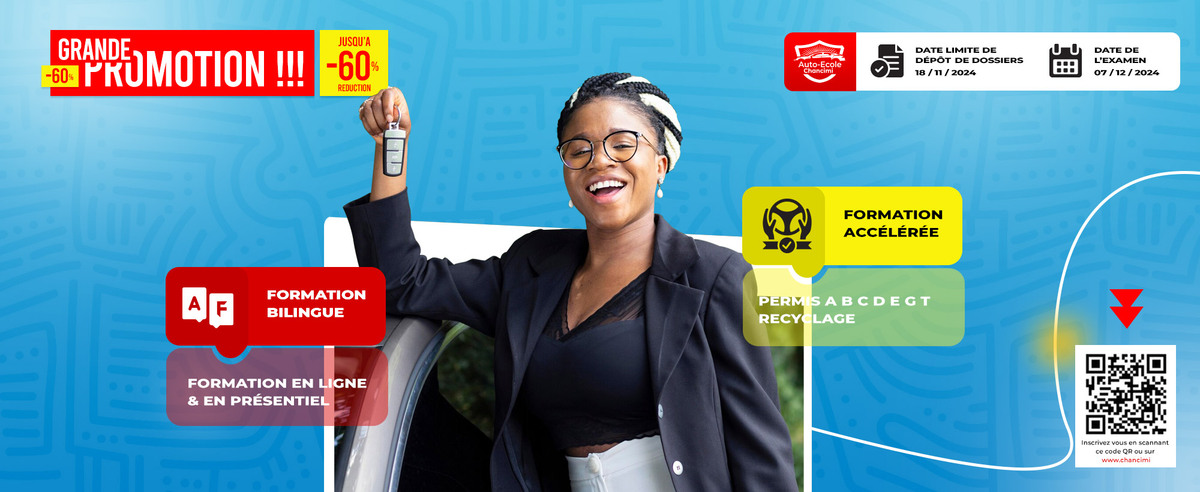 GRANDE
PROMOTION !!!
-60%
JUSQU'A
-60%
REDUCTION
Auto-Ecole
Chancimi
DATE LIMITE DE
DÉPÔT DE DOSSIERS
18 / 11 / 2024
DATE DE
L'EXAMEN
07 / 12 / 2024
FORMATION
ACCÉLÉRÉE
PERMIS A B C D E G T
RECYCLAGE
A F
FORMATION
BILINGUE
FORMATION EN LIGNE
& EN PRÉSENTIEL
Inscrivez vous en scannant
ce code QR ou sur
www.chancimi